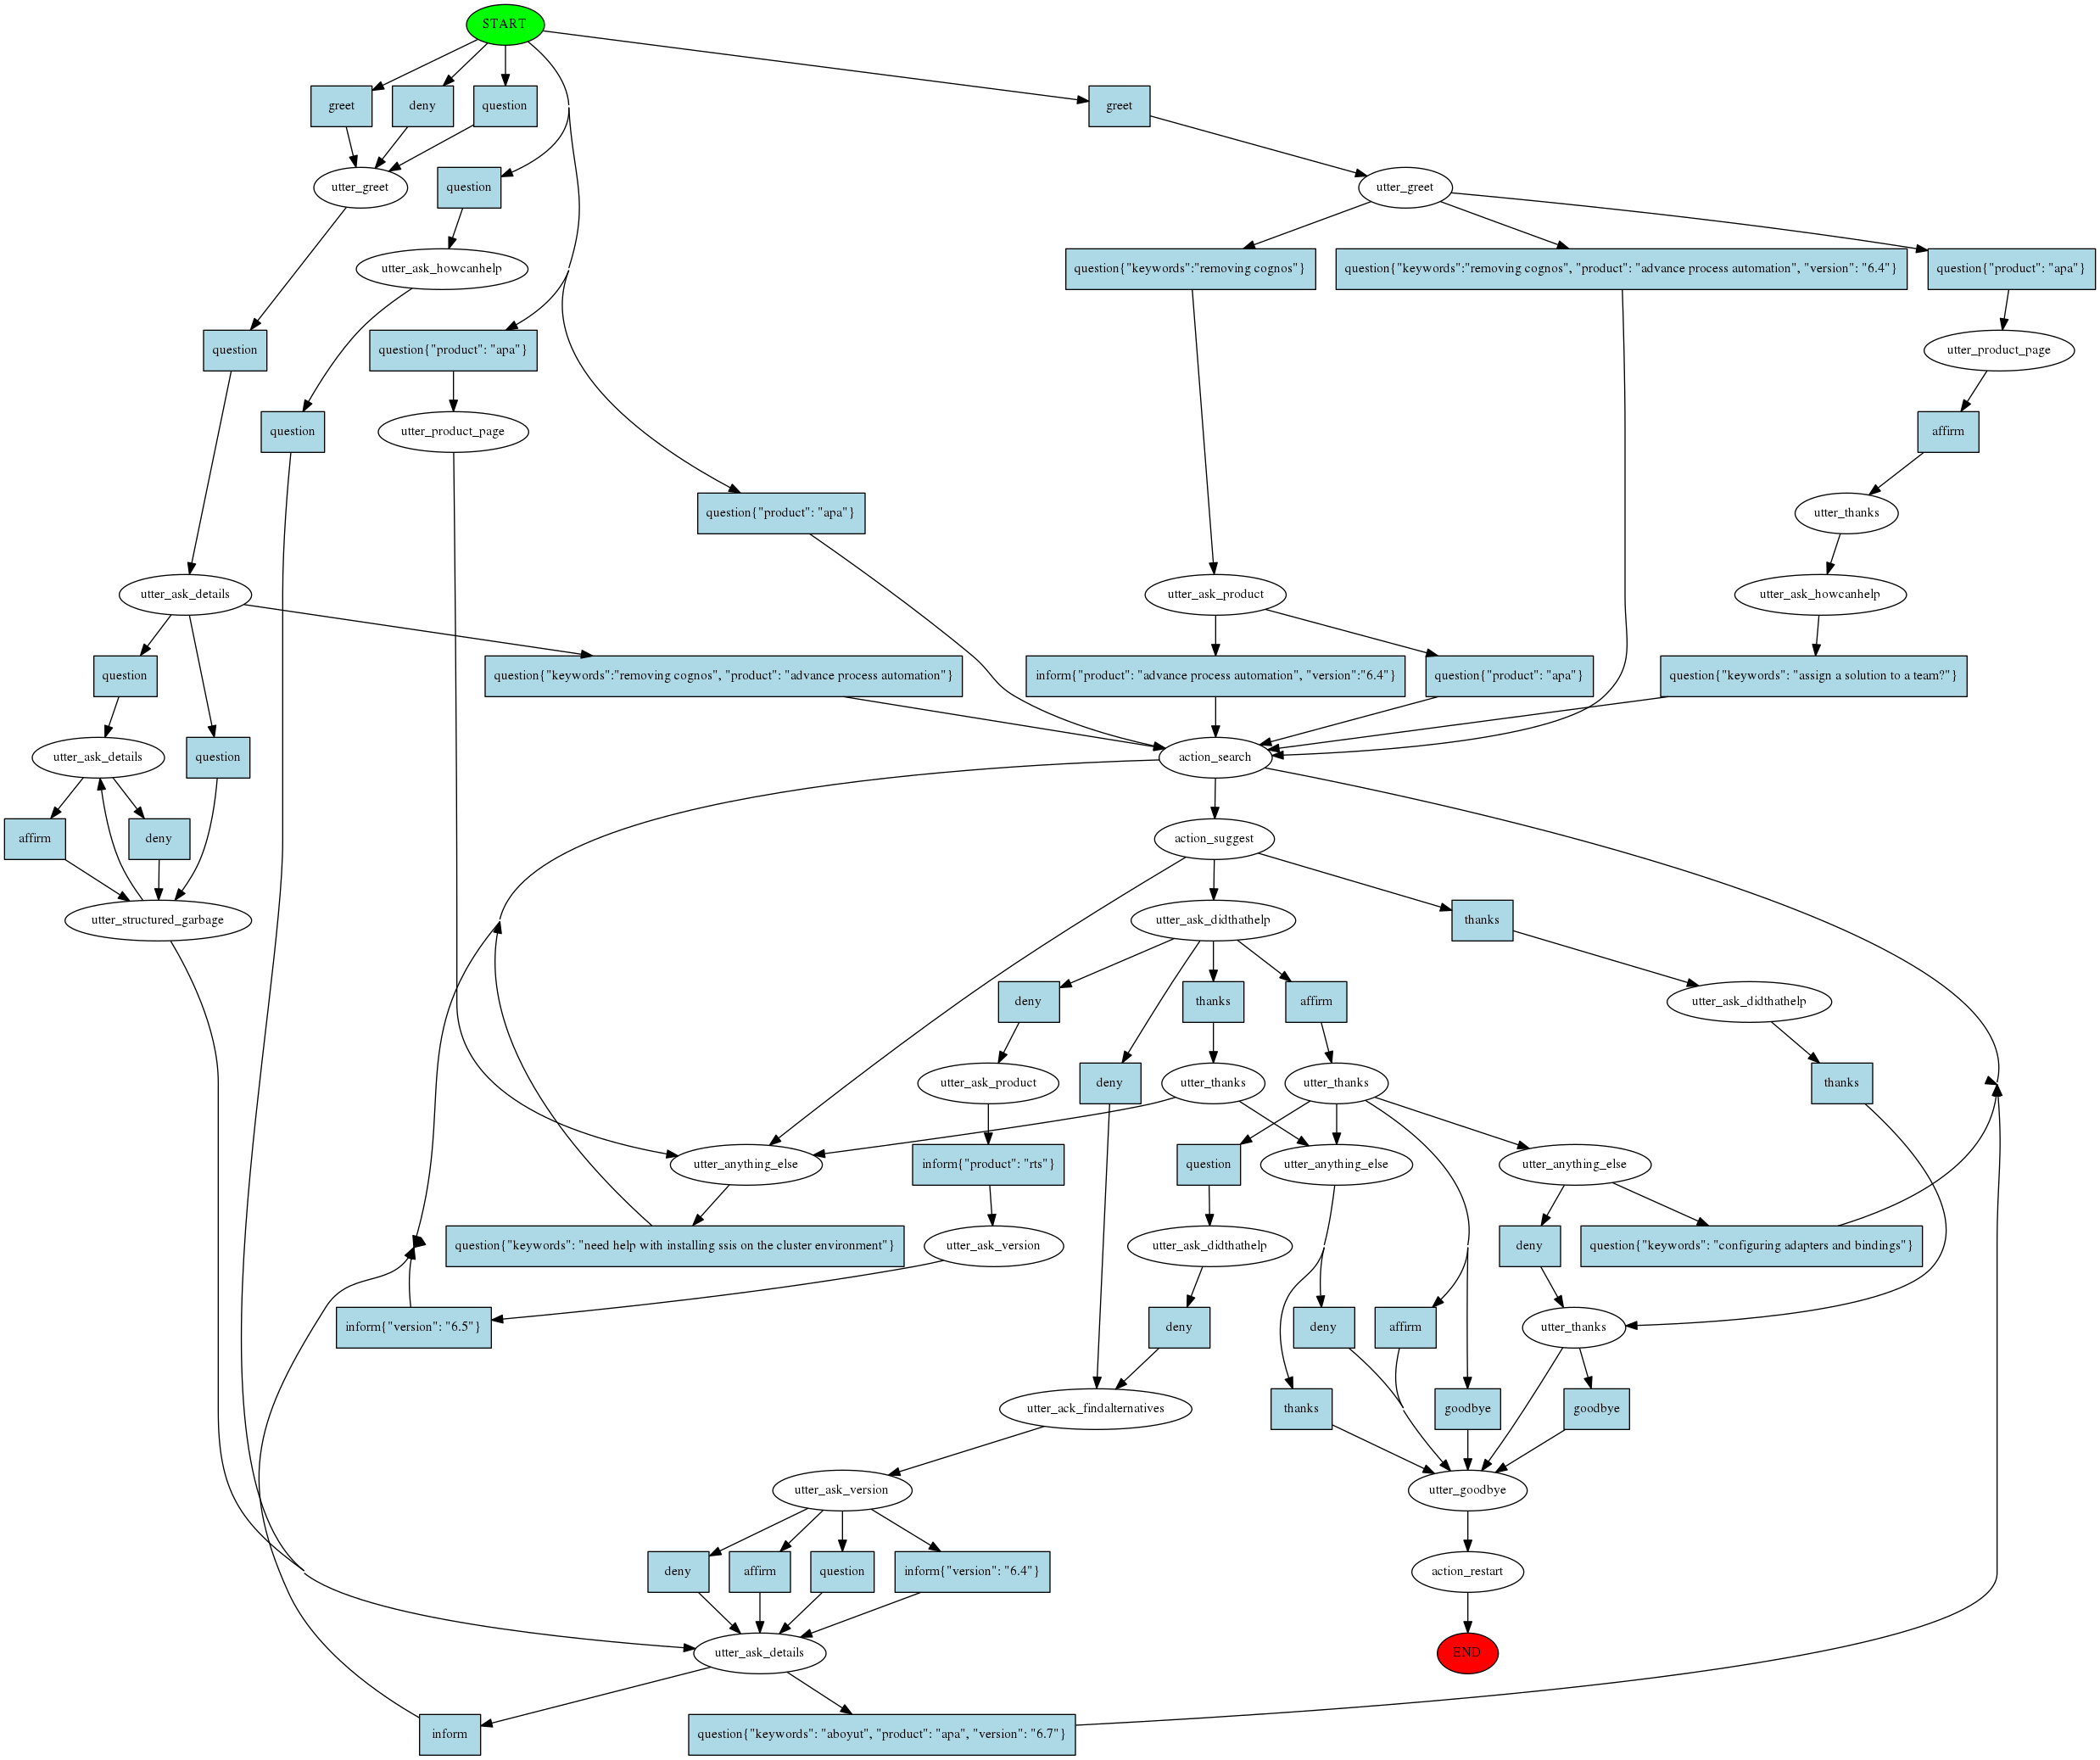 START
greet
deny
question
greet
utter_greet
question
utter_greet
utter_ask_howcanhelp
question{"keywords":"removing cognos"}
question{"keywords":"removing cognos", "product": "advance process automation", "version": "6.4"}
question{"product": "apa"}
question
question{"product": "apa"}
utter_product_page
question
utter_product_page
affirm
question{"product": "apa"}
utter_thanks
utter_ask_details
utter_ask_product
utter_ask_howcanhelp
question
question{"keywords":"removing cognos", "product": "advance process automation"}
inform{"product": "advance process automation", "version":"6.4"}
question{"product": "apa"}
question{"keywords": "assign a solution to a team?"}
utter_ask_details
question
action_search
affirm
deny
action_suggest
utter_structured_garbage
utter_ask_didthathelp
thanks
deny
thanks
affirm
utter_ask_didthathelp
utter_ask_product
deny
utter_thanks
utter_thanks
thanks
utter_anything_else
inform{"product": "rts"}
question
utter_anything_else
utter_anything_else
question{"keywords": "need help with installing ssis on the cluster environment"}
utter_ask_version
utter_ask_didthathelp
deny
question{"keywords": "configuring adapters and bindings"}
inform{"version": "6.5"}
deny
deny
affirm
utter_thanks
utter_ack_findalternatives
thanks
goodbye
goodbye
utter_ask_version
utter_goodbye
deny
affirm
question
inform{"version": "6.4"}
action_restart
utter_ask_details
END
inform
question{"keywords": "aboyut", "product": "apa", "version": "6.7"}